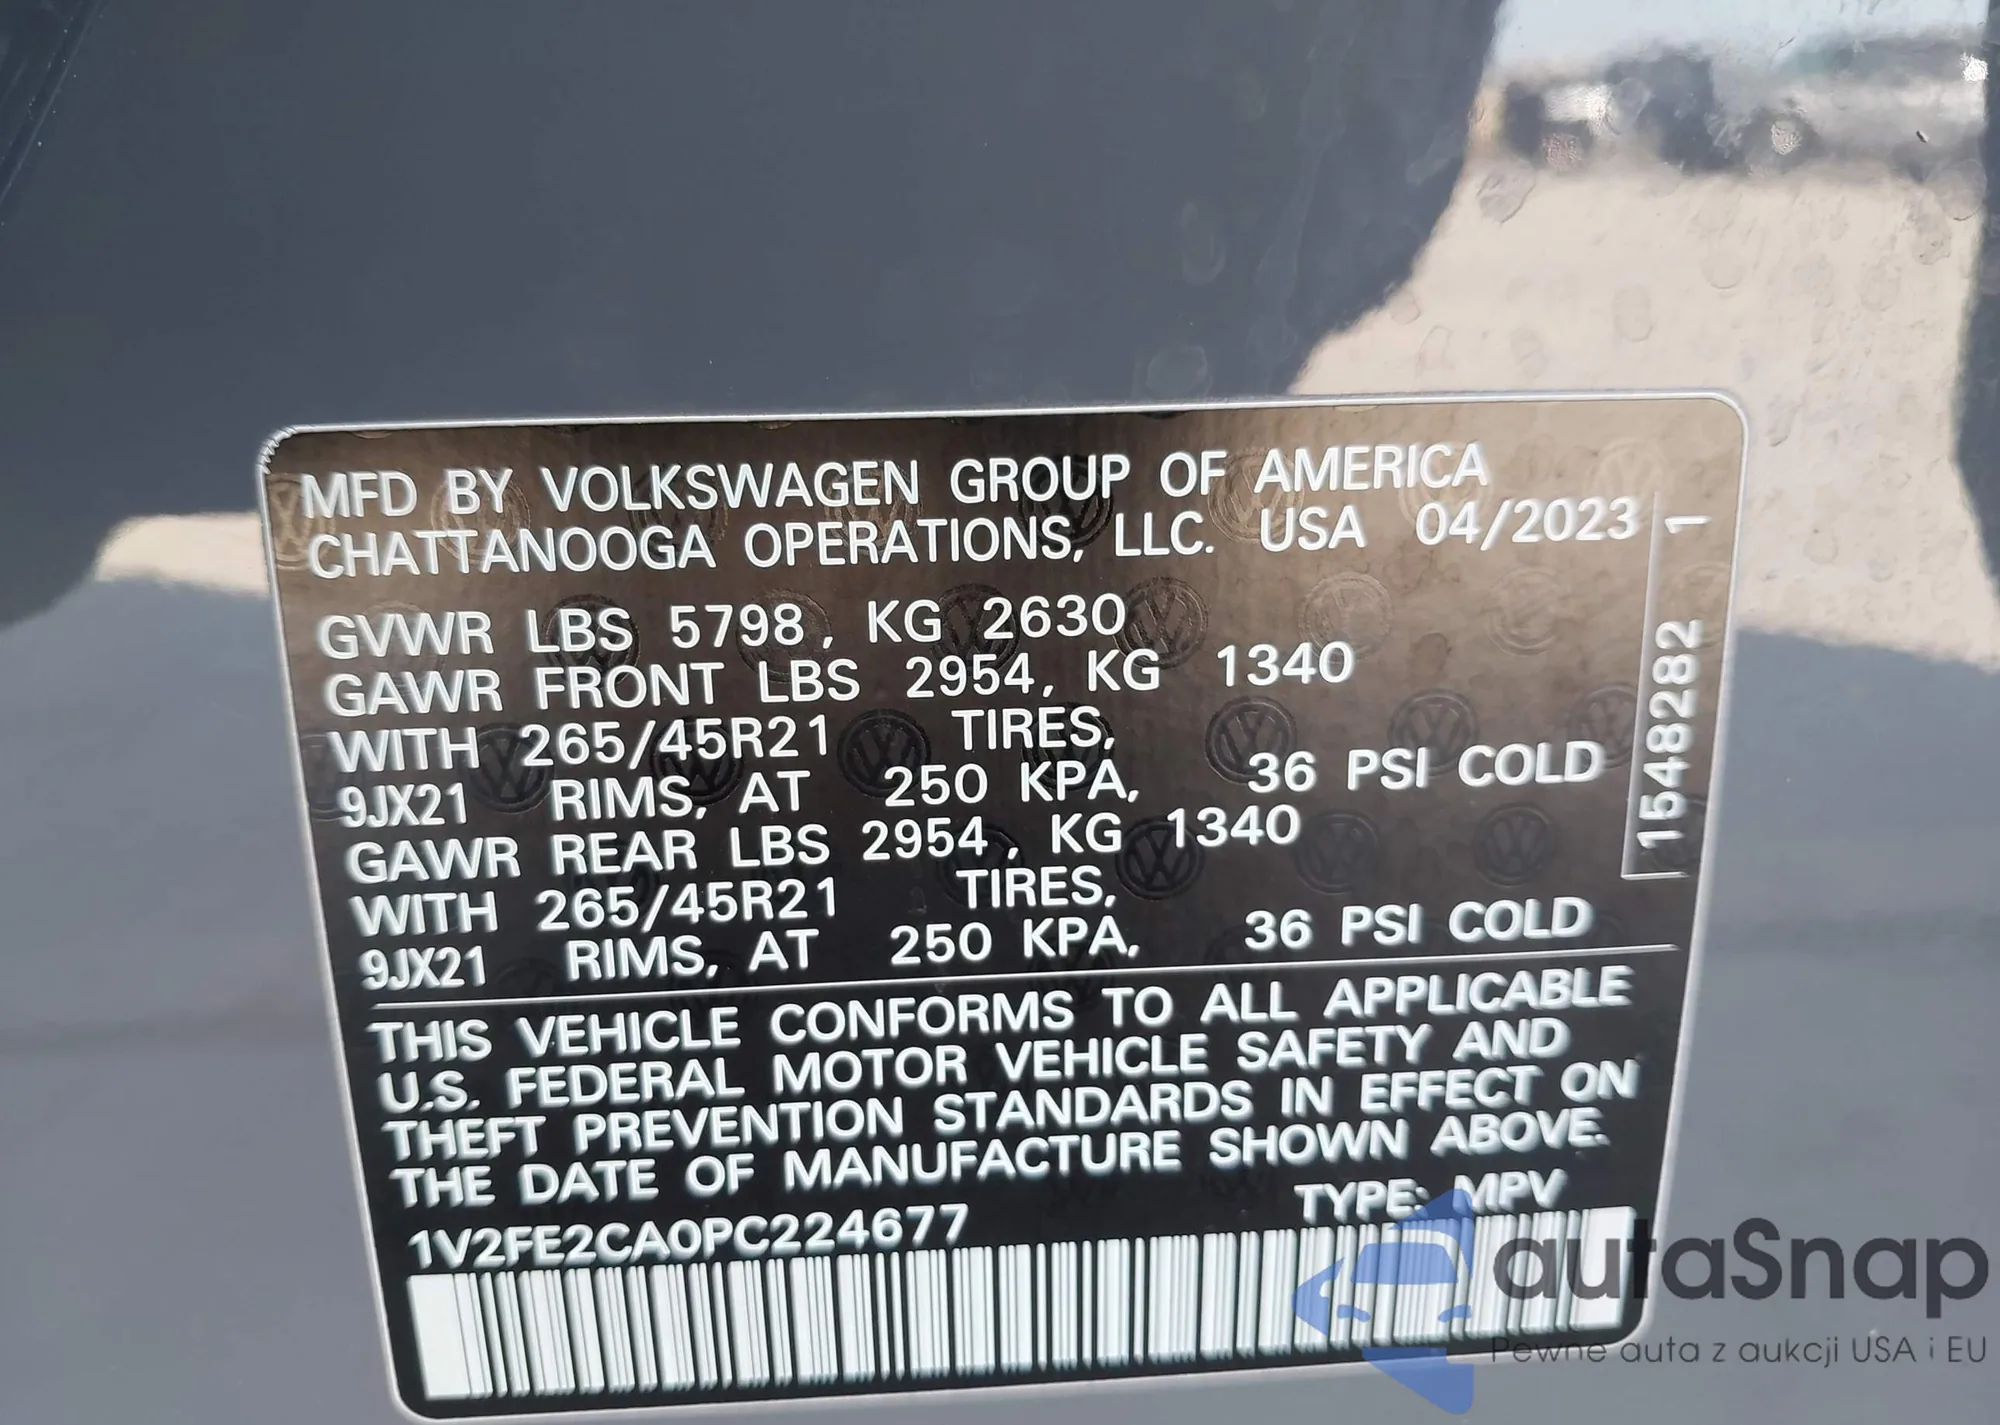 MFD BY VOLKSWAGEN GROUP OF AMERICA
CHATTANOOGA OPERATIONS, LLC. USA 04/2023
GVWR LBS 5798, KG 2630
GAWR FRONT LBS 2954, KG 1340
WITH 265/45R21 TIRES,
9JX21 RIMS, AT 250 KPA, 36 PSI COLD
GAWR REAR LBS 2954, KG 1340
WITH 265/45R21 TIRES,
9JX21 RIMS, AT 250 KPA, 36 PSI COLD
1548282 1
THIS VEHICLE CONFORMS TO ALL APPLICABLE
U.S. FEDERAL MOTOR VEHICLE SAFETY AND
THEFT PREVENTION STANDARDS IN EFFECT ON
THE DATE OF MANUFACTURE SHOWN ABOVE.
1V2FE2CA0PC224677 TYPE: MPV
autaSnap
Pewne auta z aukcji USA i EU